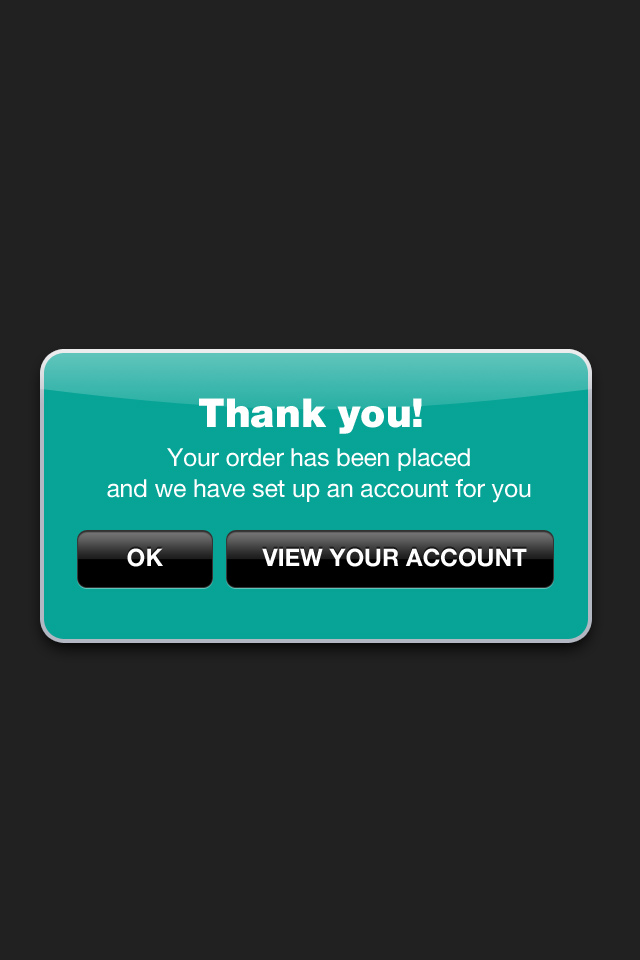 Thank you!
Your order has been placed
and we have set up an account for you
OK
VIEW YOUR ACCOUNT